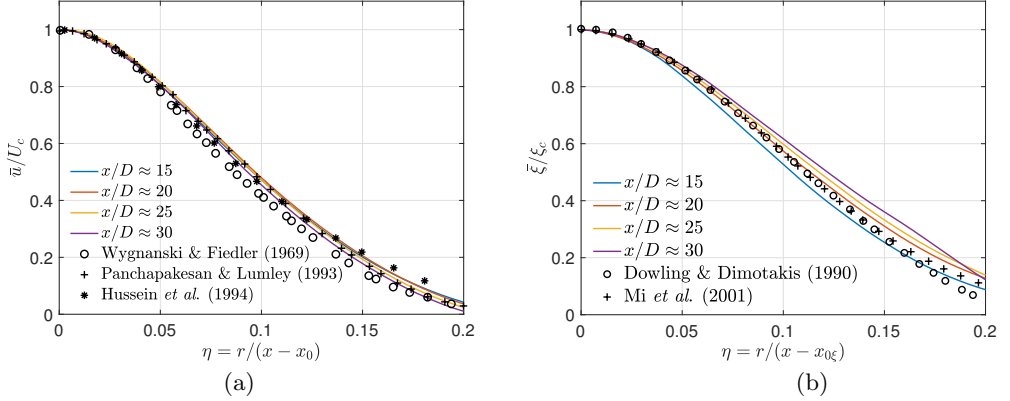 1
0.8
0.6
0.4
0.2
0
ū/U_c
x/D ≈ 15
x/D ≈ 20
x/D ≈ 25
x/D ≈ 30
Wygnanski & Fiedler (1969)
Panchapakesan & Lumley (1993)
Hussein et al. (1994)
0 0.05 0.1 0.15 0.2
η = r/(x − x_0)
(a)
1
0.8
0.6
0.4
0.2
0
ξ̄/ξ_c
x/D ≈ 15
x/D ≈ 20
x/D ≈ 25
x/D ≈ 30
Dowling & Dimotakis (1990)
Mi et al. (2001)
0 0.05 0.1 0.15 0.2
η = r/(x − x_{0ξ})
(b)